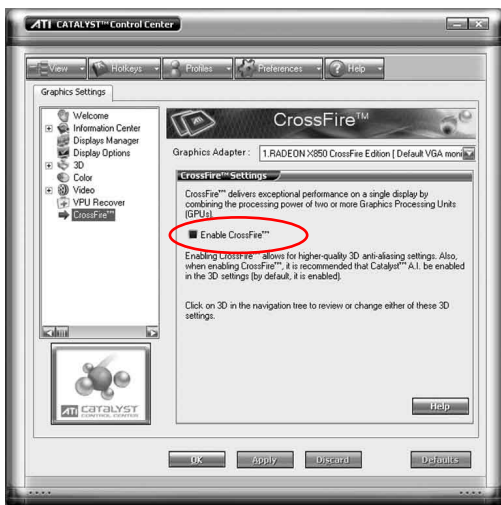 ATI CATALYST™ Control Center
View Hotkeys Profiles Preferences ? Help
Graphics Settings
Welcome
Information Center
Displays Manager
Display Options
3D
Color
Video
VPU Recover
CrossFire™
CrossFire™
Graphics Adapter: 1.RADEON X850 CrossFire Edition [ Default VGA moni
CrossFire™ Settings
CrossFire™ delivers exceptional performance on a single display by
combining the processing power of two or more Graphics Processing Units
(GPUs).
Enable CrossFire™
Enabling CrossFire™ allows for higher-quality 3D anti-aliasing settings. Also,
when enabling CrossFire™, it is recommended that Catalyst™ A.I. be enabled
in the 3D settings (by default, it is enabled).
Click on 3D in the navigation tree to review or change either of these 3D
settings.
Help
ATI CATALYST
CONTROL CENTER
OK Apply Discard Defaults